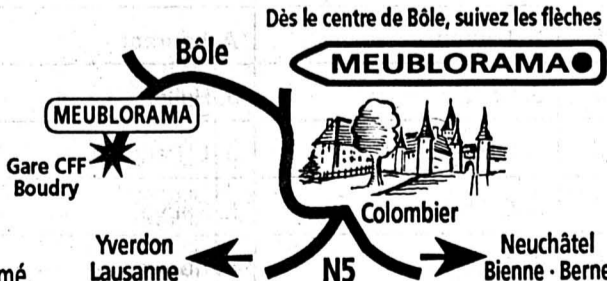 Dès le centre de Bôle, suivez les flèches
MEUBLORAMA
Bôle
MEUBLORAMA
Gare CFF
Boudry
Colombier
Yverdon
Lausanne
N5
Neuchâtel
Bienne · Berne
mé